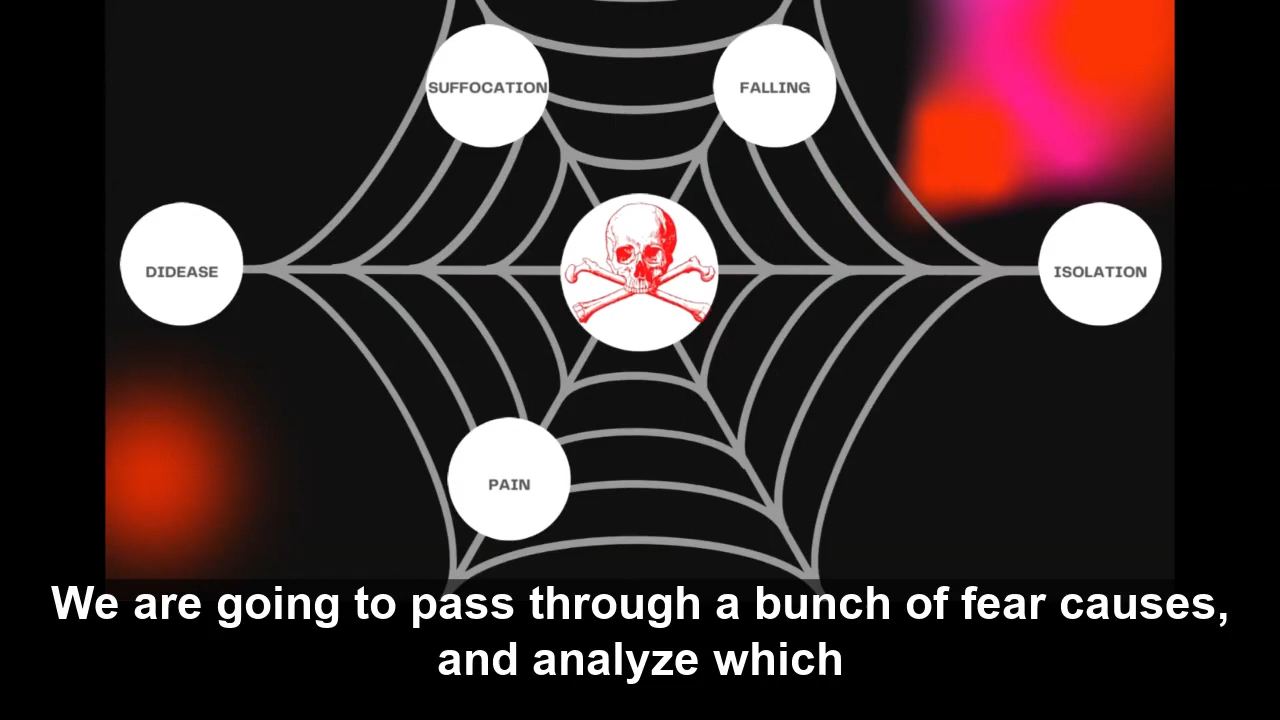 SUFFOCATION
FALLING
DIDEASE
ISOLATION
PAIN
We are going to pass through a bunch of fear causes,
and analyze which